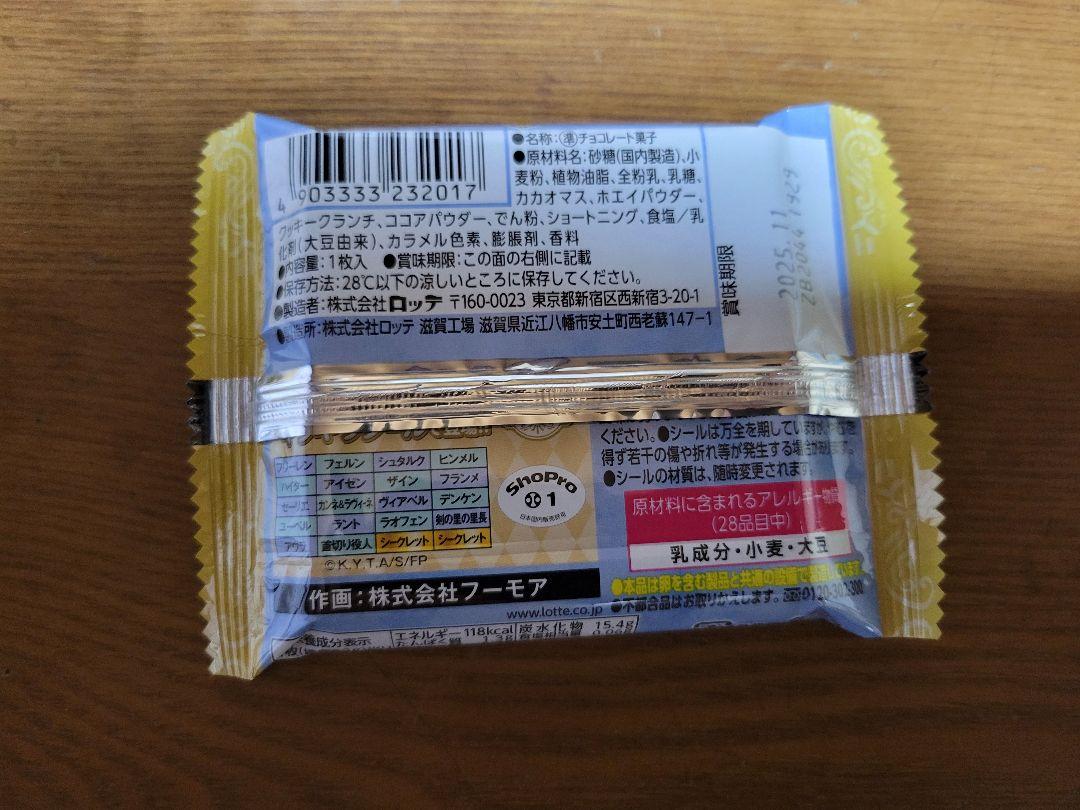 4 903333 232017
●名称:準チョコレート菓子
●原材料名:砂糖(国内製造)、小
麦粉、植物油脂、全粉乳、乳糖、
カカオマス、ホエイパウダー、
クッキークランチ、ココアパウダー、でん粉、ショートニング、食塩/乳
化剤(大豆由来)、カラメル色素、膨脹剤、香料
●内容量:1枚入 ●賞味期限:この面の右側に記載
●保存方法:28℃以下の涼しいところに保存してください。
●製造者:株式会社ロッテ 〒160-0023 東京都新宿区西新宿3-20-1
所:株式会社ロッテ 滋賀工場 滋賀県近江八幡市安土町西老蘇147-1
賞味期限
2025.11
ください。●シールは万全を期していますが、
得ず若干の傷や折れ等が発生する場合があります。
●シールの材質は、随時変更されます。
フリーレン フェルン シュタルク ヒンメル
ハイター アイゼン ザイン フランメ
ゼーリエ カンネ&ラヴィーネ ヴィアベル デンケン
ユーベル ラント ラオフェン 剣の里の里長
アウラ 首切り役人 シークレット シークレット
©K.Y.T.A/S/FP
ShoPro
1
日本国内販売許可
原材料に含まれるアレルギー物質
(28品目中)
乳成分・小麦・大豆
作画:株式会社フーモア
●本品は卵を含む製品と共通の設備で製造しています。
●不都合品はお取りかえします。 0120-302-300
www.lotte.co.jp
養成分表示
エネルギー 118kcal 炭水化物 15.4g